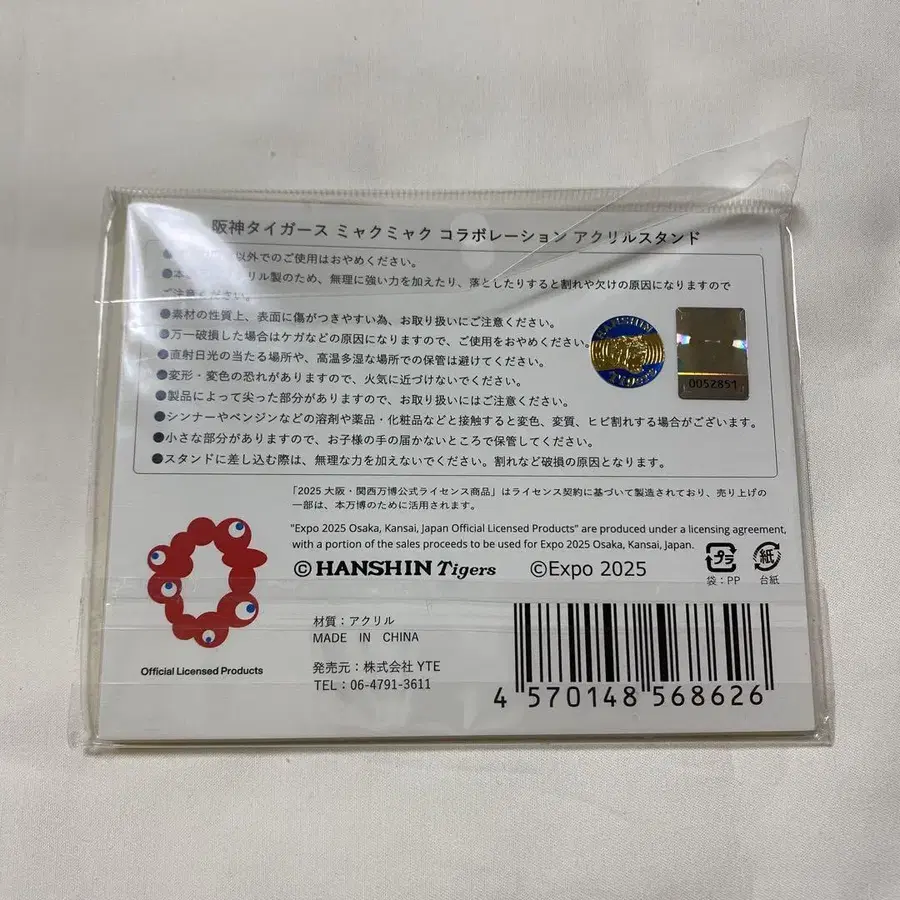 阪神タイガース ミャクミャク コラボレーション アクリルスタンド
以外でのご使用はおやめください。
●本 リル製のため、無理に強い力を加えたり、落としたりすると割れや欠けの原因になりますので
ご注意ください。
●素材の性質上、表面に傷がつきやすい為、お取り扱いにご注意ください。
●万一破損した場合はケガなどの原因になりますので、ご使用をおやめください。
●直射日光の当たる場所や、高温多湿な場所での保管は避けてください。
●変形・変色の恐れがありますので、火気に近づけないでください。
●製品によって尖った部分がありますので、お取り扱いにはご注意ください。
●シンナーやベンジンなどの溶剤や薬品・化粧品などと接触すると変色、変質、ヒビ割れする場合がございます。
●小さな部分がありますので、お子様の手の届かないところで保管してください。
●スタンドに差し込む際は、無理な力を加えないでください。割れなど破損の原因となります。
HANSHIN
Tigers
0052851
「2025 大阪・関西万博公式ライセンス商品」はライセンス契約に基づいて製造されており、売り上げの
一部は、本万博のために活用されます。
"Expo 2025 Osaka, Kansai, Japan Official Licensed Products" are produced under a licensing agreement,
with a portion of the sales proceeds to be used for Expo 2025 Osaka, Kansai, Japan.
© HANSHIN Tigers ©Expo 2025
プラ 紙
袋：PP 台紙
Official Licensed Products
材質：アクリル
MADE IN CHINA
発売元：株式会社 YTE
TEL：06-4791-3611
4 570148 568626